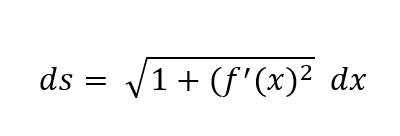 ds = √1 + (f′(x)² dx